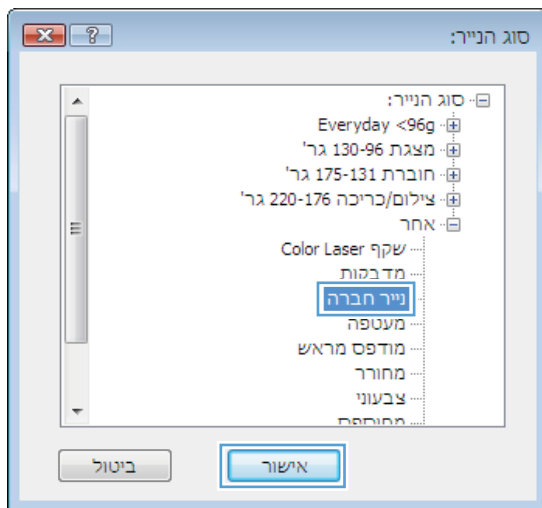 סוג הנייר:
סוג הנייר:
Everyday <96g
מצגת 130-96 גר'
חוברת 175-131 גר'
צילום/כריכה 220-176 גר'
אחר
שקף Color Laser
מדבקות
נייר חברה
מעטפה
מודפס מראש
מחורר
צבעוני
מחוספס
אישור
ביטול